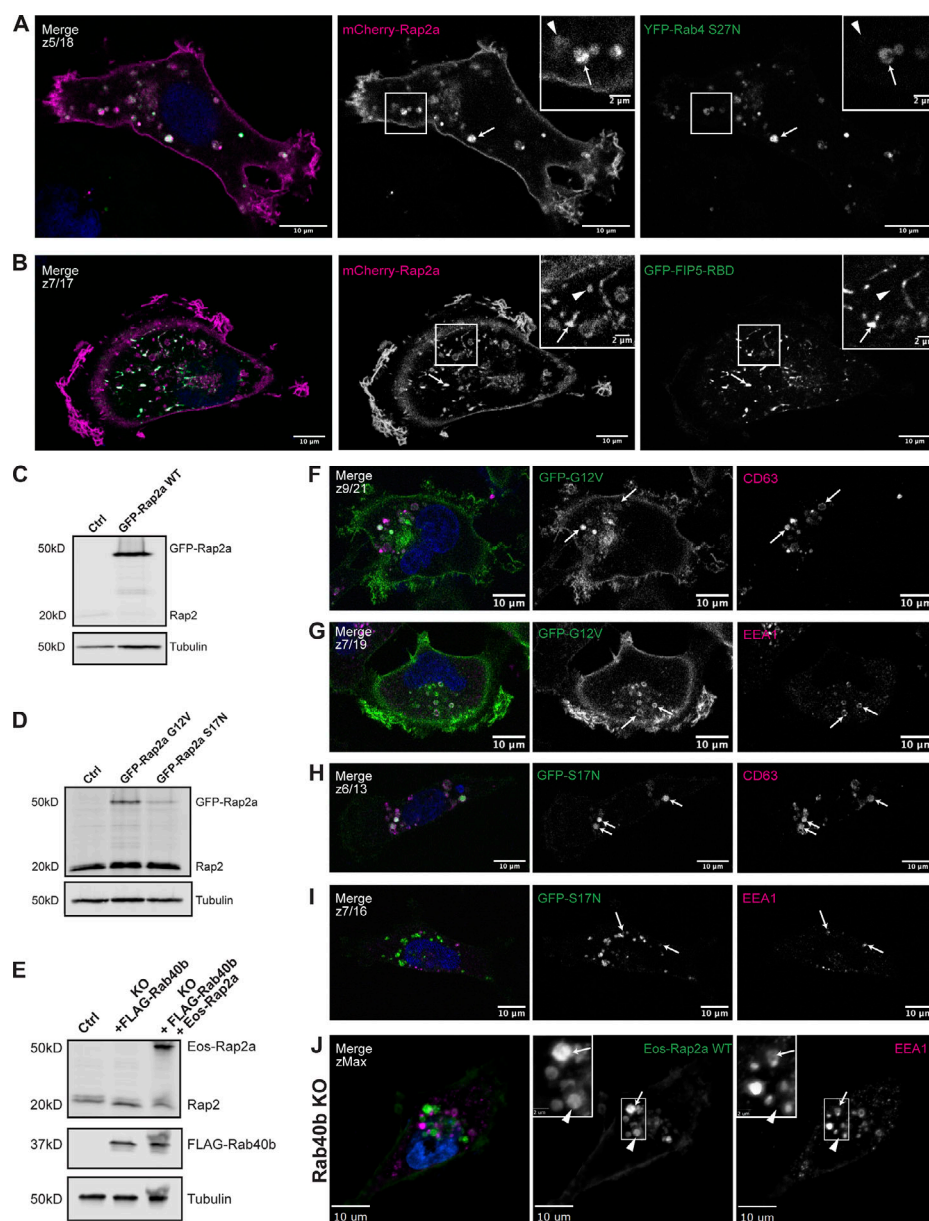 A
Merge
z5/18
mCherry-Rap2a
2 µm
YFP-Rab4 S27N
2 µm
10 µm
10 µm
10 µm
B
Merge
z7/17
mCherry-Rap2a
2 µm
GFP-FIP5-RBD
2 µm
10 µm
10 µm
10 µm
C
Ctrl
GFP-Rap2a WT
50kD
GFP-Rap2a
20kD
Rap2
50kD
Tubulin
D
Ctrl
GFP-Rap2a G12V
GFP-Rap2a S17N
50kD
GFP-Rap2a
20kD
Rap2
50kD
Tubulin
E
Ctrl
KO
+FLAG-Rab40b
KO
+ FLAG-Rab40b
+ Eos-Rap2a
50kD
Eos-Rap2a
20kD
Rap2
37kD
FLAG-Rab40b
50kD
Tubulin
F
Merge
z9/21
GFP-G12V
CD63
10 µm
10 µm
10 µm
G
Merge
z7/19
GFP-G12V
EEA1
10 µm
10 µm
10 µm
H
Merge
z6/13
GFP-S17N
CD63
10 µm
10 µm
10 µm
I
Merge
z7/16
GFP-S17N
EEA1
10 µm
10 µm
10 µm
Rab40b KO
J
Merge
zMax
Eos-Rap2a WT
2 µm
EEA1
2 µm
10 µm
10 µm
10 µm